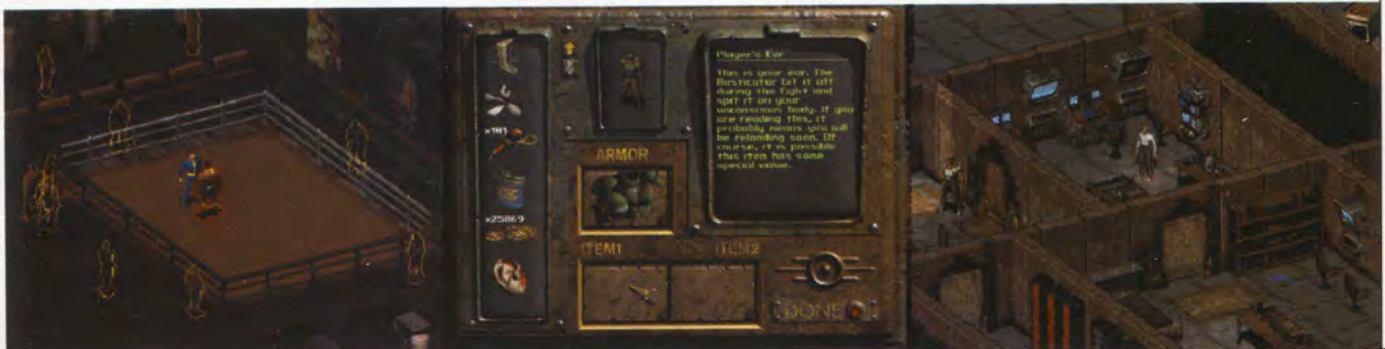 Player's Ear
This is your ear. The
Masticator bit it off
during the fight and
spit it on your
unconscious body. If you
are reading this, it
probably means you will
be reloading soon. Of
course, it is possible
this item has some
special value.
x181
x25869
ARMOR
ITEM1 ITEM2
DONE